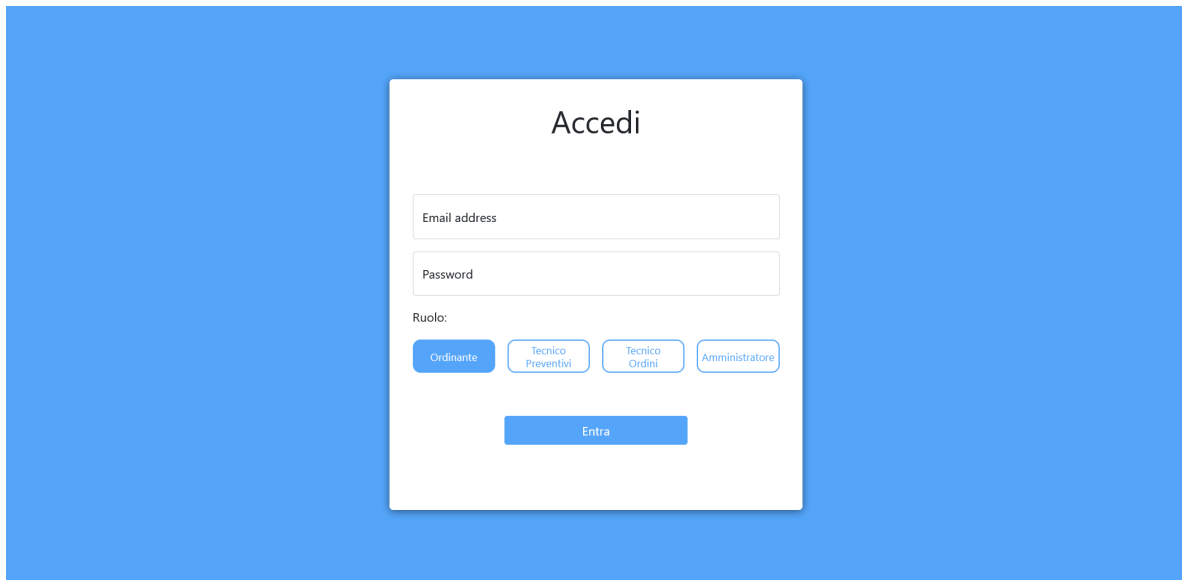 Accedi
Email address
Password
Ruolo:
Ordinante
Tecnico
Preventivi
Tecnico
Ordini
Amministratore
Entra